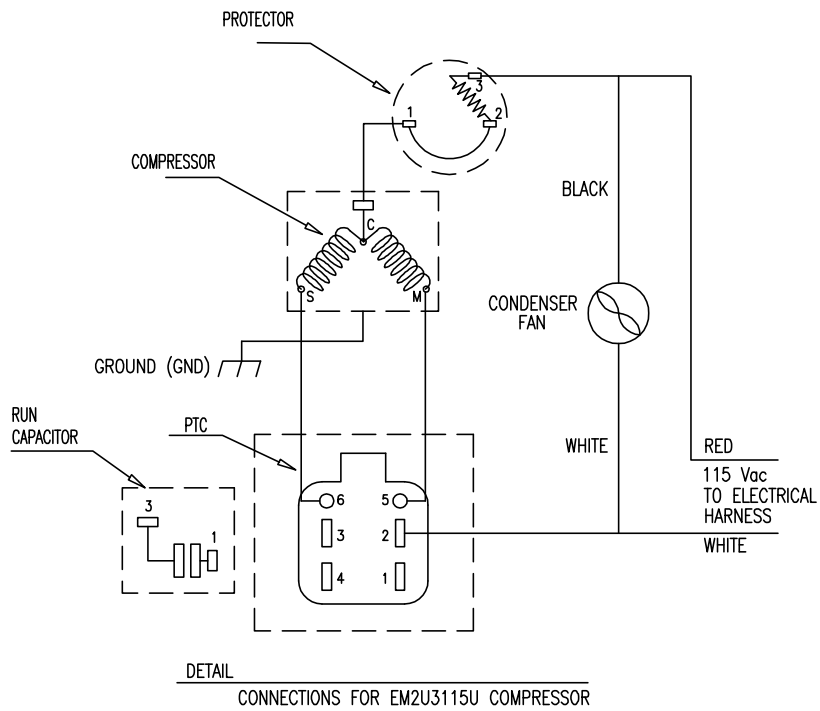 PROTECTOR
3
1
2
COMPRESSOR
C
BLACK
S
M
CONDENSER
FAN
GROUND (GND)
RUN
CAPACITOR
PTC
WHITE
RED
115 Vac
TO ELECTRICAL
HARNESS
WHITE
3
1
6
5
3
2
4
1
DETAIL
CONNECTIONS FOR EM2U3115U COMPRESSOR